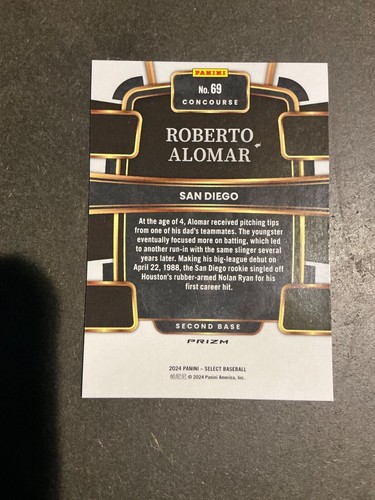 PANINI
No. 69
CONCOURSE
ROBERTO
ALOMAR
SAN DIEGO
At the age of 4, Alomar received pitching tips
from one of his dad's teammates. The youngster
eventually focused more on batting, which led
to another run-in with the same slinger several
years later. Making his big-league debut on
April 22, 1988, the San Diego rookie singled off
Houston's rubber-armed Nolan Ryan for his
first career hit.
SECOND BASE
PRIZM
2024 PANINI – SELECT BASEBALL
帕尼尼 © 2024 Panini America, Inc.